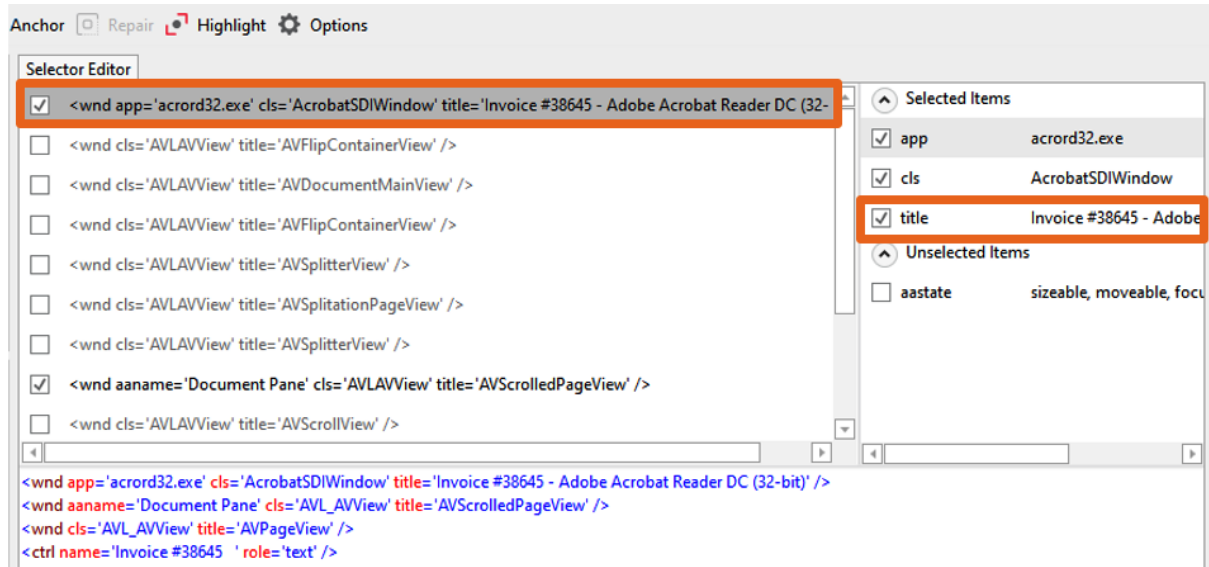 Anchor Repair Highlight Options
Selector Editor
<wnd app='acrord32.exe' cls='AcrobatSDIWindow' title='Invoice #38645 - Adobe Acrobat Reader DC (32-
<wnd cls='AVLAVView' title='AVFlipContainerView' />
<wnd cls='AVLAVView' title='AVDocumentMainView' />
<wnd cls='AVLAVView' title='AVFlipContainerView' />
<wnd cls='AVLAVView' title='AVSplitterView' />
<wnd cls='AVLAVView' title='AVSplitationPageView' />
<wnd cls='AVLAVView' title='AVSplitterView' />
<wnd aaname='Document Pane' cls='AVLAVView' title='AVScrolledPageView' />
<wnd cls='AVLAVView' title='AVScrollView' />
Selected Items
app acrord32.exe
cls AcrobatSDIWindow
title Invoice #38645 - Adobe
Unselected Items
aastate sizeable, moveable, focu
<wnd app='acrord32.exe' cls='AcrobatSDIWindow' title='Invoice #38645 - Adobe Acrobat Reader DC (32-bit)' />
<wnd aaname='Document Pane' cls='AVL_AVView' title='AVScrolledPageView' />
<wnd cls='AVL_AVView' title='AVPageView' />
<ctrl name='Invoice #38645  ' role='text' />